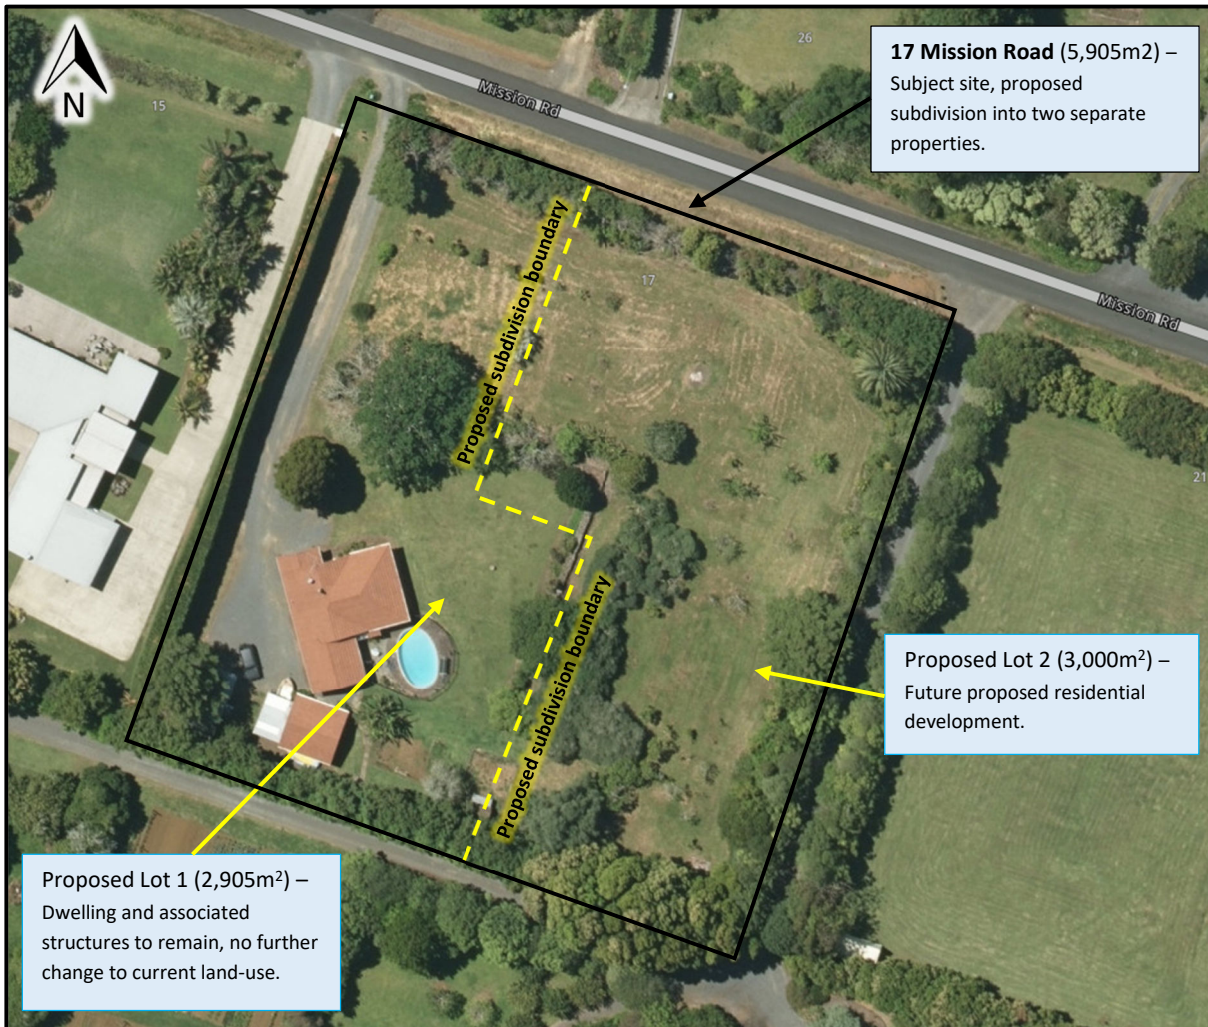 N
15
26
Mission Rd
17 Mission Road (5,905m2) –
Subject site, proposed
subdivision into two separate
properties.
Proposed subdivision boundary
17
Mission Rd
21
Proposed subdivision boundary
Proposed Lot 2 (3,000m²) –
Future proposed residential
development.
Proposed Lot 1 (2,905m²) –
Dwelling and associated
structures to remain, no further
change to current land-use.